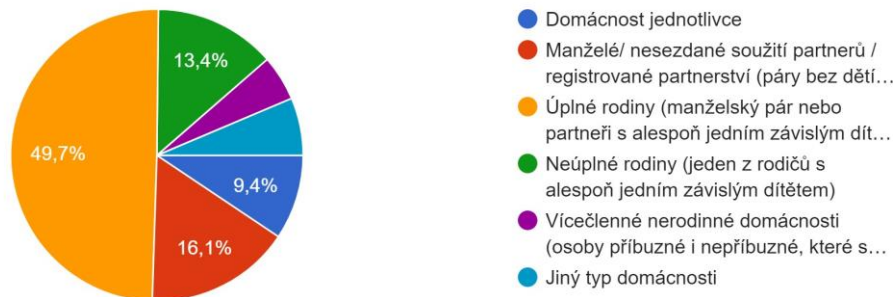 13,4%
49,7%
9,4%
16,1%
Domácnost jednotlivce
Manželé/ nesezdané soužití partnerů /
registrované partnerství (páry bez dětí…
Úplné rodiny (manželský pár nebo
partneři s alespoň jedním závislým dít…
Neúplné rodiny (jeden z rodičů s
alespoň jedním závislým dítětem)
Vícečlenné nerodinné domácnosti
(osoby příbuzné i nepříbuzné, které s…
Jiný typ domácnosti